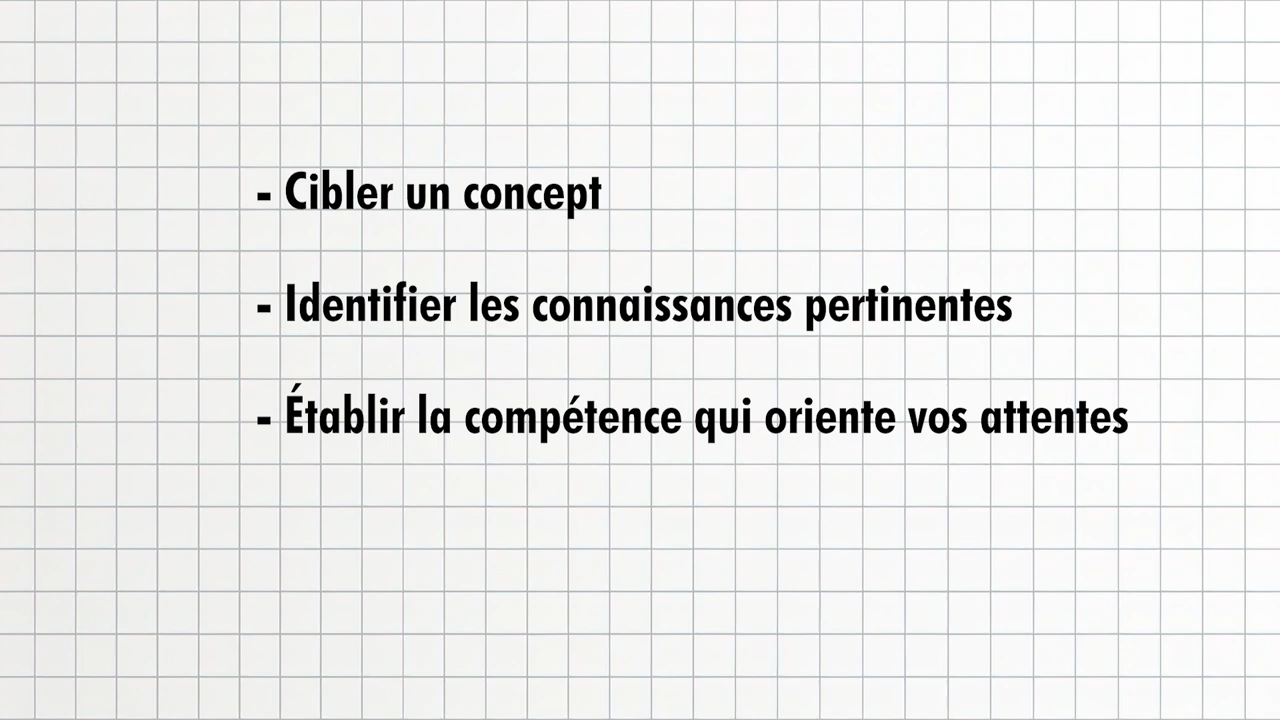 - Cibler un concept
- Identifier les connaissances pertinentes
- Établir la compétence qui oriente vos attentes